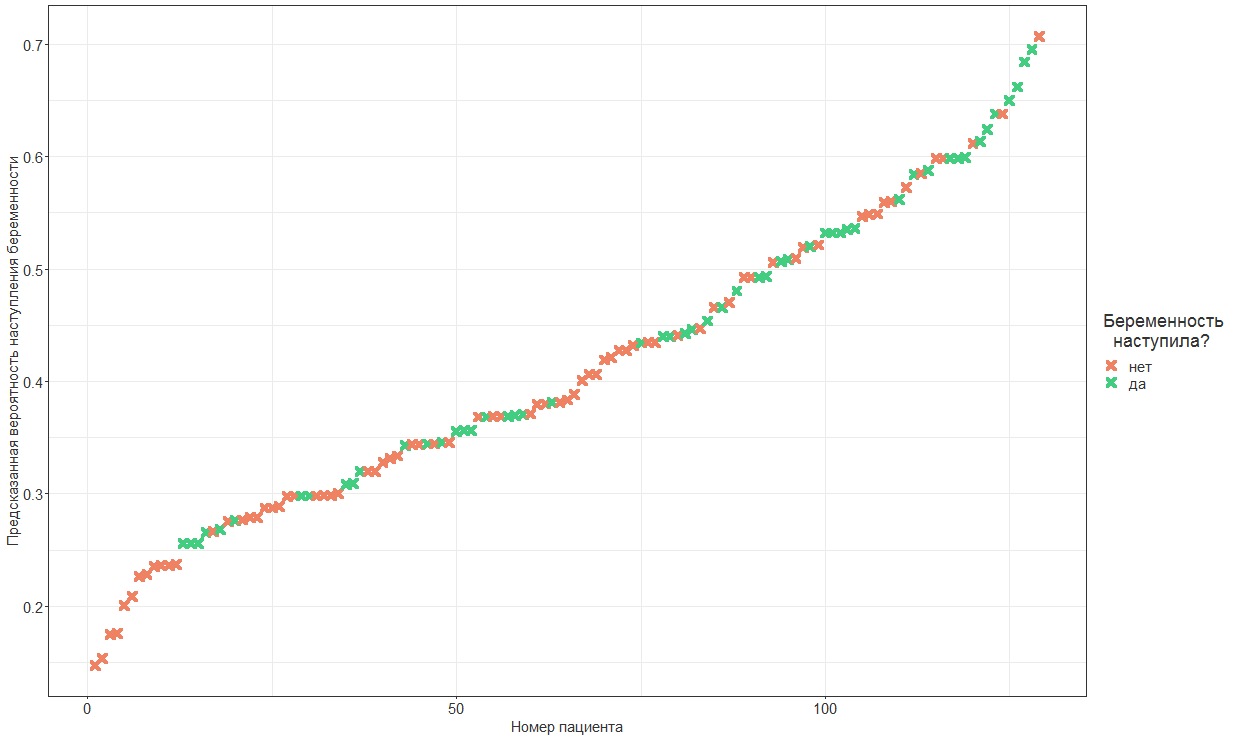 Предсказанная вероятность наступления беременности
0.7
0.6
0.5
0.4
0.3
0.2
0
50
100
Номер пациента
Беременность
наступила?
нет
да